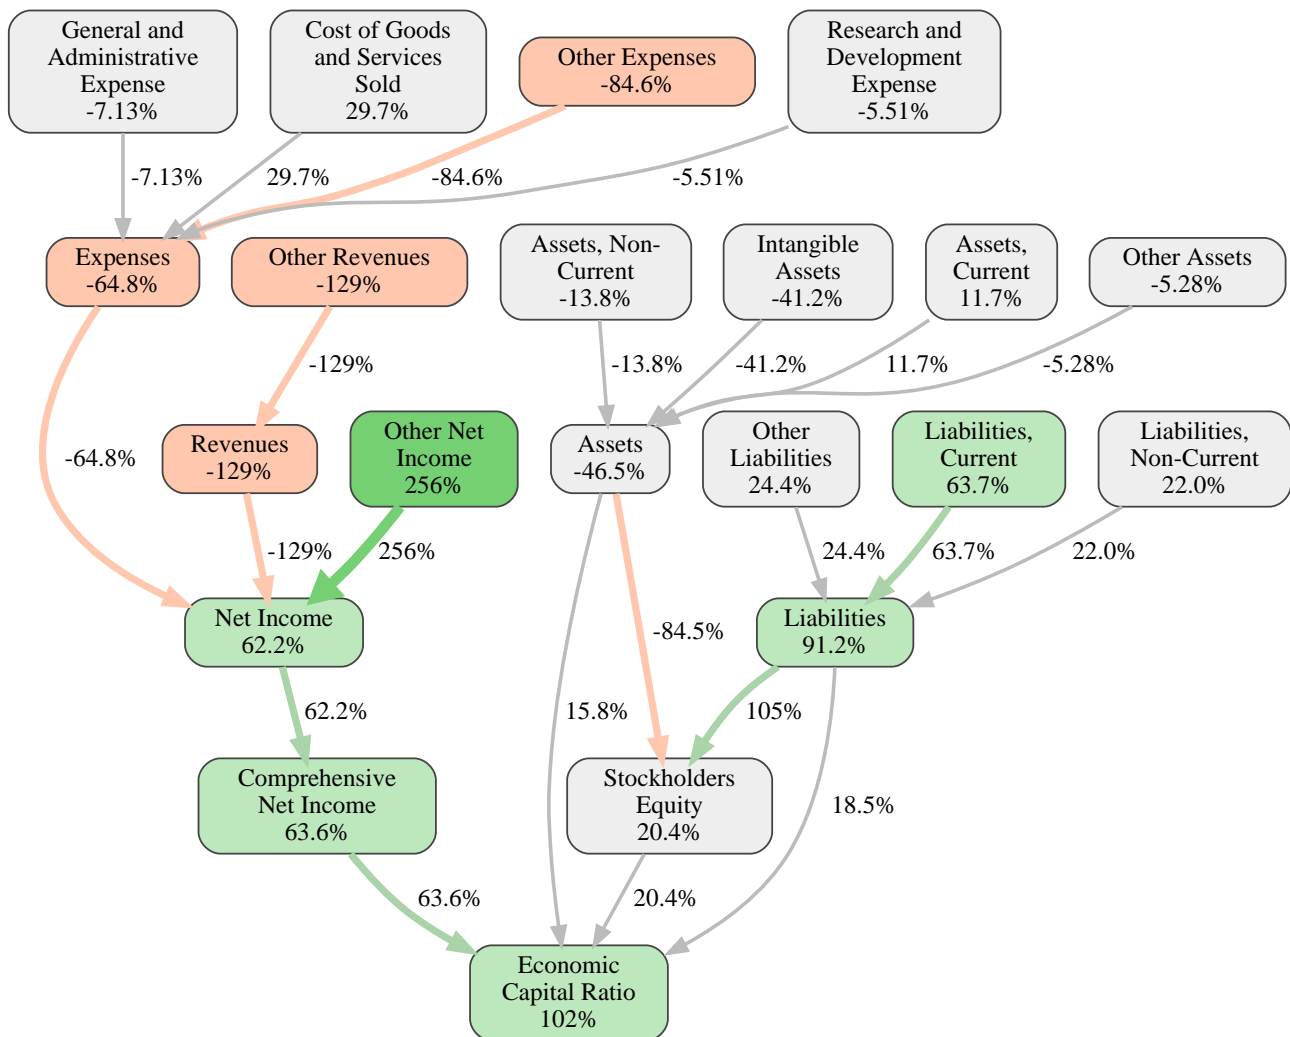 General and
Administrative
Expense
-7.13%
Cost of Goods
and Services
Sold
29.7%
Other Expenses
-84.6%
Research and
Development
Expense
-5.51%
-7.13%
29.7%
-84.6%
-5.51%
Expenses
-64.8%
Other Revenues
-129%
Assets, Non-
Current
-13.8%
Intangible
Assets
-41.2%
Assets,
Current
11.7%
Other Assets
-5.28%
-129%
-13.8%
-41.2%
11.7%
-5.28%
-64.8%
Revenues
-129%
Other Net
Income
256%
Assets
-46.5%
Other
Liabilities
24.4%
Liabilities,
Current
63.7%
Liabilities,
Non-Current
22.0%
-129%
256%
24.4%
63.7%
22.0%
Net Income
62.2%
-84.5%
Liabilities
91.2%
62.2%
15.8%
105%
Comprehensive
Net Income
63.6%
Stockholders
Equity
20.4%
18.5%
63.6%
20.4%
Economic
Capital Ratio
102%